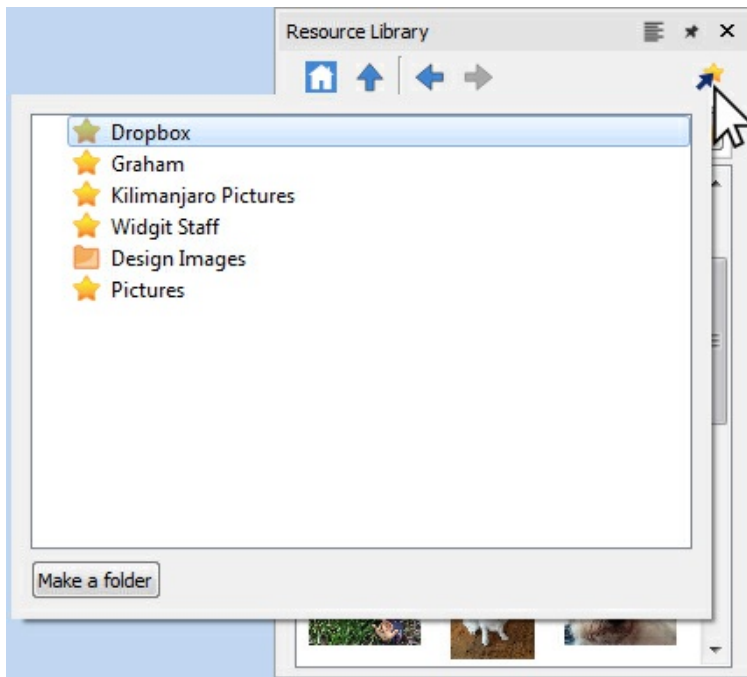 Resource Library
Dropbox
Graham
Kilimanjaro Pictures
Widgit Staff
Design Images
Pictures
Make a folder